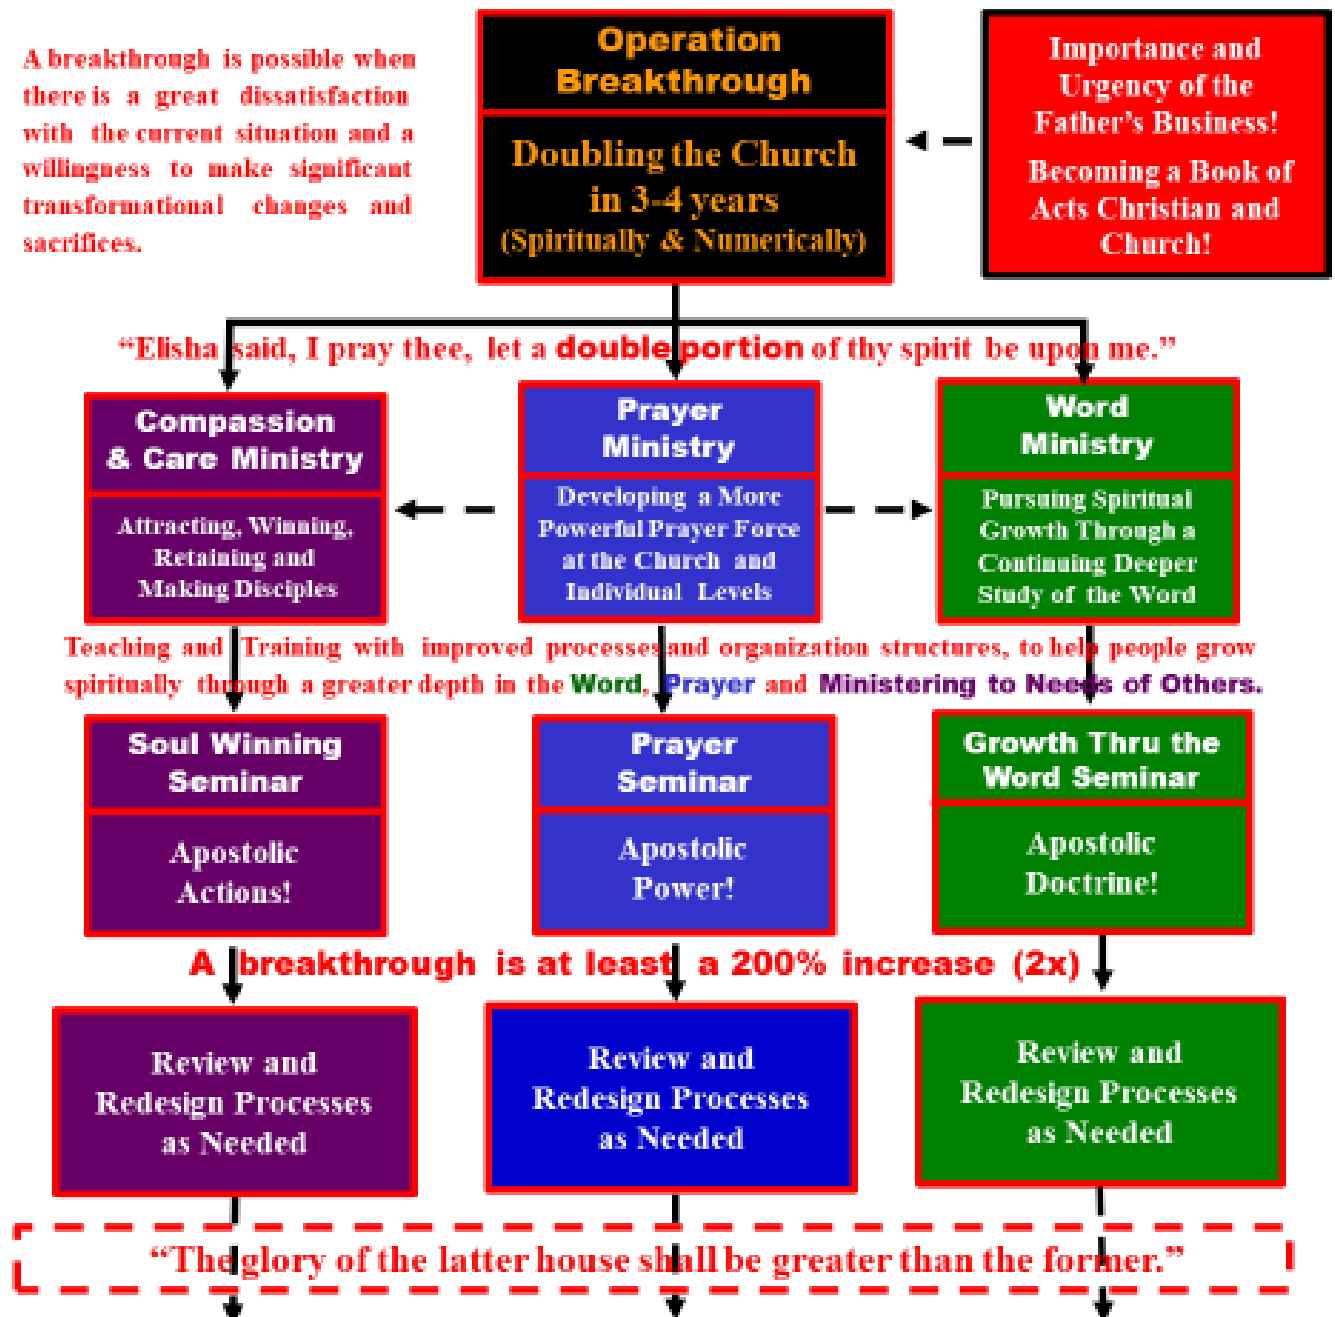 A breakthrough is possible when
there is a great dissatisfaction
with the current situation and a
willingness to make significant
transformational changes and
sacrifices.
Operation
Breakthrough
Doubling the Church
in 3-4 years
(Spiritually & Numerically)
Importance and
Urgency of the
Father's Business!
Becoming a Book of
Acts Christian and
Church!
“Elisha said, I pray thee, let a double portion of thy spirit be upon me.”
Compassion
& Care Ministry
Attracting, Winning,
Retaining and
Making Disciples
Prayer
Ministry
Developing a More
Powerful Prayer Force
at the Church and
Individual Levels
Word
Ministry
Pursuing Spiritual
Growth Through a
Continuing Deeper
Study of the Word
Teaching and Training with improved processes and organization structures, to help people grow
spiritually through a greater depth in the Word, Prayer and Ministering to Needs of Others.
Soul Winning
Seminar
Apostolic
Actions!
Prayer
Seminar
Apostolic
Power!
Growth Thru the
Word Seminar
Apostolic
Doctrine!
A breakthrough is at least a 200% increase (2x)
Review and
Redesign Processes
as Needed
Review and
Redesign Processes
as Needed
Review and
Redesign Processes
as Needed
“The glory of the latter house shall be greater than the former.”